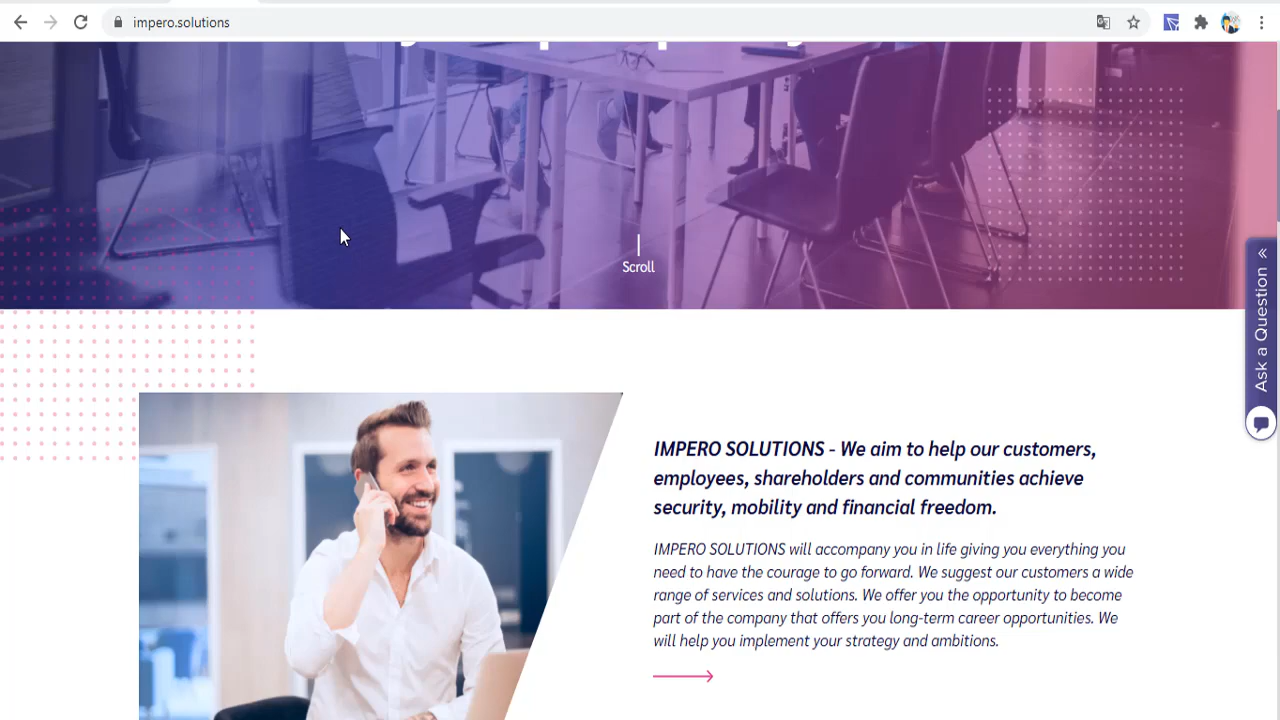 impero.solutions
Scroll
Ask a Question
IMPERO SOLUTIONS - We aim to help our customers,
employees, shareholders and communities achieve
security, mobility and financial freedom.
IMPERO SOLUTIONS will accompany you in life giving you everything you
need to have the courage to go forward. We suggest our customers a wide
range of services and solutions. We offer you the opportunity to become
part of the company that offers you long-term career opportunities. We
will help you implement your strategy and ambitions.